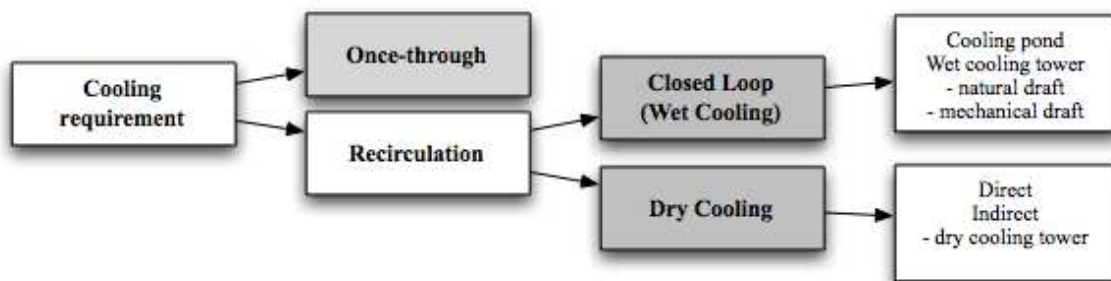 Cooling
requirement
Once-through
Recirculation
Closed Loop
(Wet Cooling)
Dry Cooling
Cooling pond
Wet cooling tower
- natural draft
- mechanical draft
Direct
Indirect
- dry cooling tower